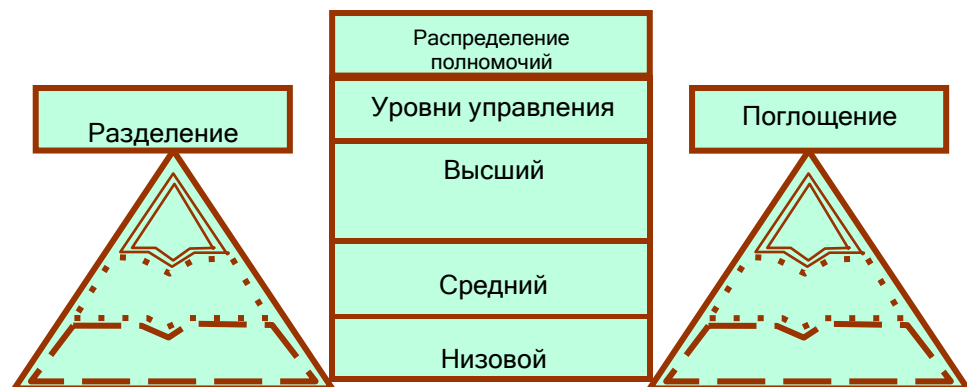 Распределение
полномочий
Уровни управления
Разделение
Поглощение
Высший
Средний
Низовой